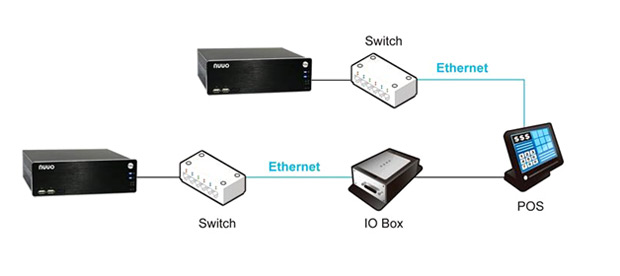 Switch
nuuo
Ethernet
$$$
nuuo
Ethernet
Switch
IO Box
POS